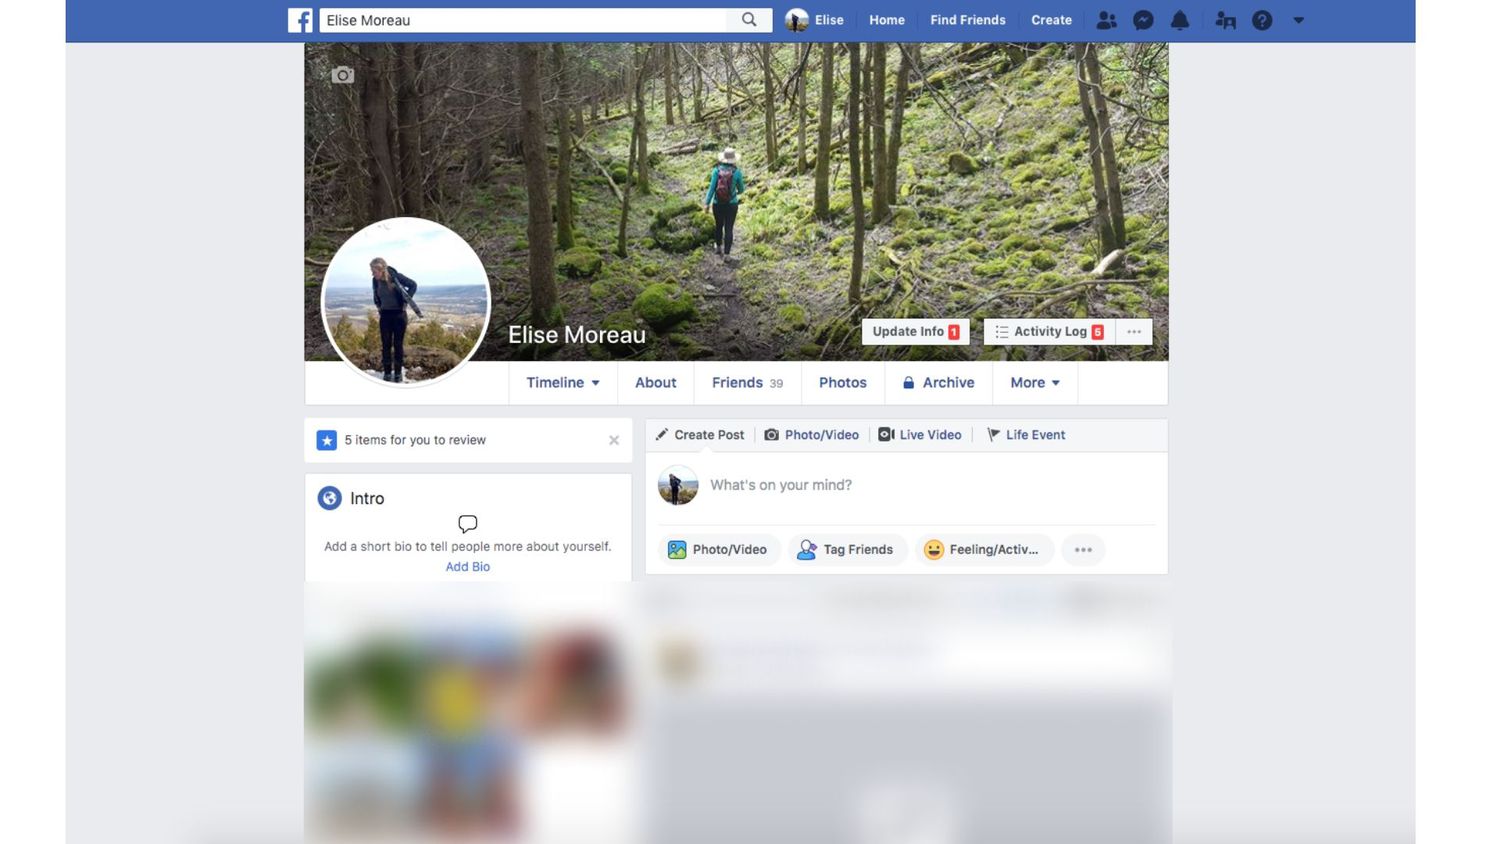 Elise Moreau
Elise
Home
Find Friends
Create
Elise Moreau
Update Info 1
Activity Log 5
Timeline
About
Friends 39
Photos
Archive
More
5 items for you to review
Intro
Add a short bio to tell people more about yourself.
Add Bio
Create Post
Photo/Video
Live Video
Life Event
What's on your mind?
Photo/Video
Tag Friends
Feeling/Activ...